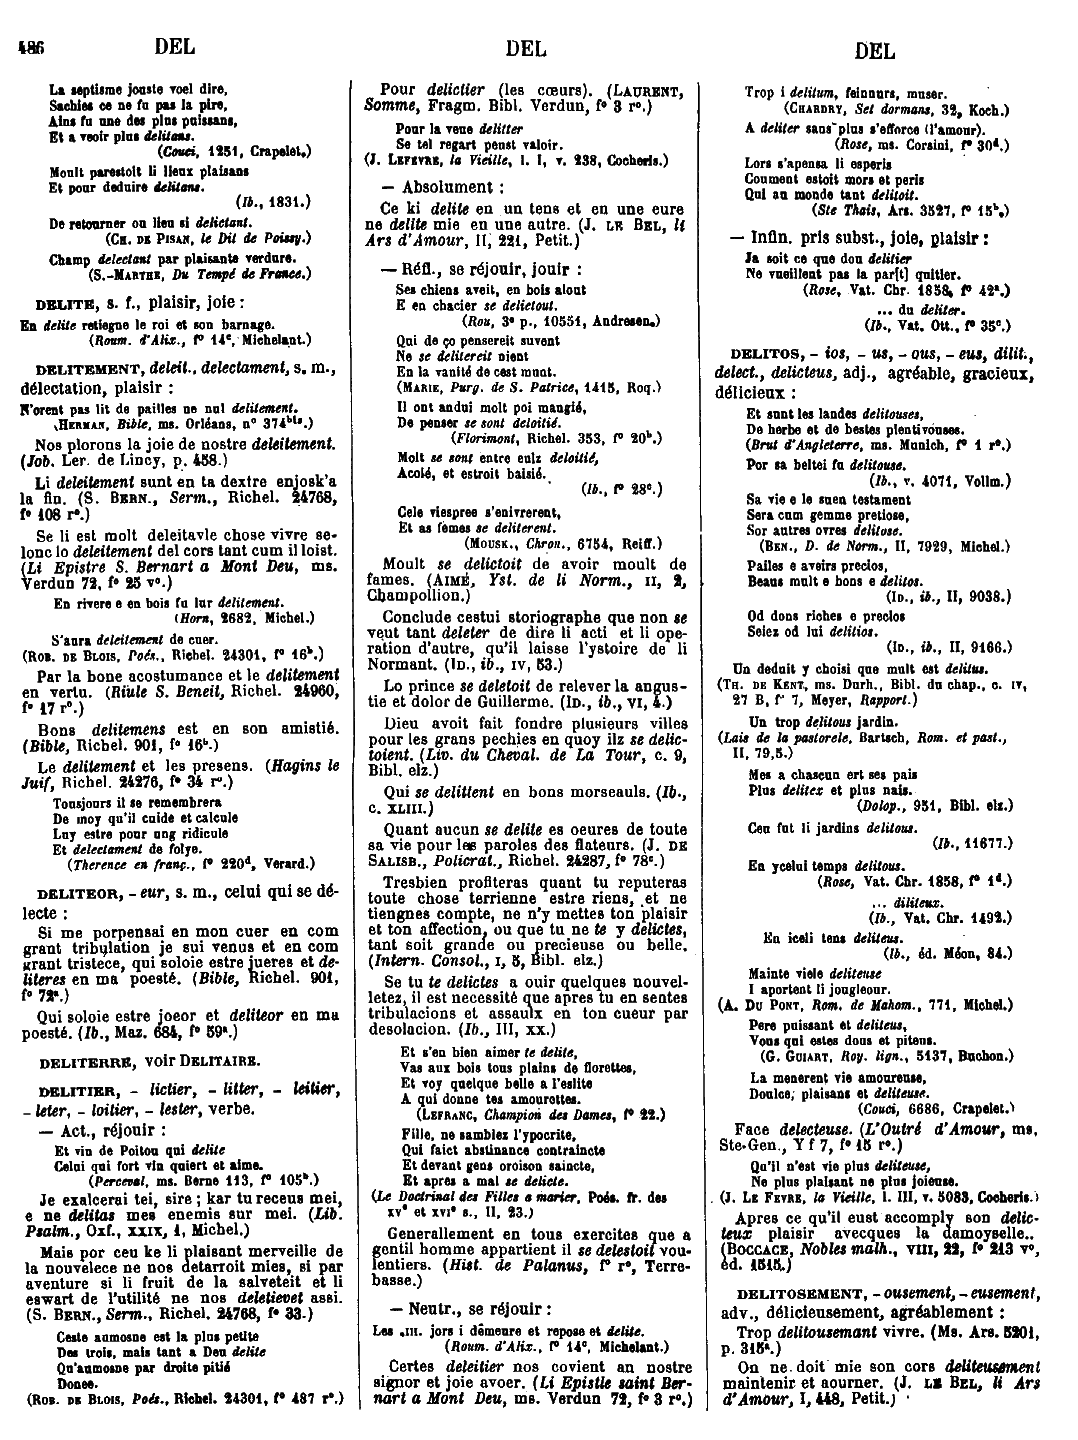 486 DEL DEL DEL
La septisme jouste voel dire,
Sachies ce ne fu pas la pire,
Ains fu une des plus puissans,
Et a veoir plus delitans.
(Couci, 1251, Crapelet.)
Moult parestoit li lieux plaisans
Et pour deduire delitans.
(Ib., 1831.)
De retourner ou lieu si delictant.
(CH. DE PISAN, le Dit de Poissy.)
Champ delectant par plaisante verdure.
(S.-MARTHE, Du Tempé de France.)
DELITE, s. f., plaisir, joie :
En delite retiegne le roi et son barnage.
(Roum. d'Alix., f° 14c, Michelant.)
DELITEMENT, deleit., delectament, s. m.,
délectation, plaisir :
N'orent pas lit de pailles ne nul delitement.
(HERMAN, Bible, ms. Orléans, n° 374bis.)
Nos plorons la joie de nostre deleitement.
(Job. Ler. de Lincy, p. 458.)
Li deleitement sunt en ta dextre enjosk'a
la fin. (S. BERN., Serm., Richel. 24768,
f° 108 r°.)
Se li est molt deleitavle chose vivre se-
lonc lo deleitement del cors tant cum il loist.
(Li Epistre S. Bernart a Mont Deu, ms.
Verdun 72, f° 25 v°.)
En rivere e en bois fu lur delitement.
(Horn, 2682, Michel.)
S'aura deleitement de cuer.
(ROB. DE BLOIS, Poés., Richel. 24301, f° 16b.)
Par la bone acostumance et le delitement
en vertu. (Riule S. Beneit, Richel. 24960,
f° 17 r°.)
Bons delitemens est en son amistié.
(Bible, Richel. 901, f° 16b.)
Le delitement et les presens. (Hagins le
Juif, Richel. 24276, f° 34 r°.)
Tousjours il se remembrera
De moy qu'il cuide et calcule
Luy estre pour ung ridicule
Et delectament de folye.
(Therence en franç., f° 220d, Verard.)
DELITEOR, - eur, s. m., celui qui se dé-
lecte :
Si me porpensai en mon cuer en com
grant tribulation je sui venus et en com
grant tristece, qui soloie estre jueres et de-
literes en ma poesté. (Bible, Richel. 901,
f° 72a.)
Qui soloie estre joeor et deliteor en ma
poesté. (Ib., Maz. 684, f° 59a.)
DELITERRE, voir DELITAIRE.
DELITIER, - lictier, - litter, - leitier,
- leter, - loitier, - lester, verbe.
— Act., réjouir :
Et vin de Poitou qui delite
Celui qui fort vin quiert et aime.
(Perceval, ms. Berne 113, f° 105b.)
Je exalcerai tei, sire ; kar tu receus mei,
e ne delitas mes enemis sur mei. (Lib.
Psalm., Oxf., XXIX, 1, Michel.)
Mais por ceu ke li plaisant merveille de
la nouvelece ne nos detarroit mies, si par
aventure si li fruit de la salveteit et li
eswart de l'utilité ne nos deletievet assi.
(S. BERN., Serm., Richel. 24768, f° 33.)
Ceste aumosne est la plus petite
Des trois, mais tant a Deu delite
Qu'aumosne par droite pitié
Donee.
(ROB. DE BLOIS, Poés., Richel. 24301, f° 487 r°.)
Pour delictier (les cœurs). (LAURENT,
Somme, Fragm. Bibl. Verdun, f° 3 r°.)
Pour la veue delitter
Se tel regart peust valoir.
(J. LEFEVRE, la Vieille, l. I, v. 238, Cocheris.)
— Absolument :
Ce ki delite en un tens et en une eure
ne delite mie en une autre. (J. LE BEL, li
Ars d'Amour, II, 221, Petit.)
— Réfl., se réjouir, jouir :
Ses chiens aveit, en bois alout
E en chacier se delietout.
(Rou, 3e p., 10551, Andresen.)
Qui de ço pensereit suvent
Ne se delitereit nient
En la vanité de cest munt.
(MARIE, Purg. de S. Patrice, 1415, Roq.)
Il ont andui molt poi mangié,
De penser se sont deloitié.
(Florimont, Richel. 353, f° 20b.)
Molt se sont entre eulz deloitié,
Acolé, et estroit baisié.
(Ib., f° 28c.)
Cele viespree s'enivrerent,
Et as femes se deliterent.
(MOUSK., Chron., 6754, Reiff.)
Moult se delictoit de avoir moult de
fames. (AIMÉ, Yst. de li Norm., II, 2,
Champollion.)
Conclude cestui storiographe que non se
veut tant deleter de dire li acti et li ope-
ration d'autre, qu'il laisse l'ystoire de li
Normant. (ID., ib., IV, 53.)
Lo prince se deletoit de relever la angus-
tie et dolor de Guillerme. (ID., ib., VI, 4.)
Dieu avoit fait fondre plusieurs villes
pour les grans pechies en quoy ilz se delic-
toient. (Liv. du Cheval. de La Tour, c. 9,
Bibl. elz.)
Qui se delittent en bons morseauls. (Ib.,
c. XLIII.)
Quant aucun se delite es oeures de toute
sa vie pour les paroles des flateurs. (J. DE
SALISB., Policrat., Richel. 24287, f° 78c.)
Tresbien profiteras quant tu reputeras
toute chose terrienne estre riens, et ne
tiengnes compte, ne n'y mettes ton plaisir
et ton affection, ou que tu ne te y delictes,
tant soit grande ou precieuse ou belle.
(Intern. Consol., I, 5, Bibl. elz.)
Se tu te delictes a ouir quelques nouvel-
letez, il est necessité que apres tu en sentes
tribulacions et assaulx en ton cueur par
desolacion. (Ib., III, XX.)
Et s'en bien aimer te delite,
Vas aux bois tous plains de florettes,
Et voy quelque belle a l'eslite
A qui donne tes amourettes.
(LEFRANC, Champion des Dames, f° 22.)
Fille, ne samblez l'ypocrite,
Qui faict abstinance contraincte
Et devant gens oroison saincte,
Et apres a mal se delicte.
(Le Doctrinal des Filles a marier, Poés. fr. des
XVe et XVIe s., II, 23.)
Generallement en tous exercites que a
gentil homme appartient il se delestoit vou-
lentiers. (Hist. de Palanus, f° r°, Terre-
basse.)
— Neutr., se réjouir :
Les .III. jors i demeure et repose et delite.
(Roum. d'Alix., f° 14c, Michelant.)
Certes deleitier nos covient an nostre
signor et joie avoer. (Li Epistle saint Ber-
nart a Mont Deu, ms. Verdun 72, f° 3 r°.)
Trop i delitum, feinnurs, muser.
(CHARDRY, Set dormans, 32, Koch.)
A deliter sans plus s'efforce (l'amour).
(Rose, ms. Corsini, f° 30d.)
Lors s'apensa li esperis
Coument estoit mors et peris
Qui au monde tant delitoit.
(Ste Thais, Ars. 3527, f° 15b.)
— Infin. pris subst., joie, plaisir :
Ja soit ce que dou delitier
Ne vueillent pas la par[t] quitier.
(Rose, Vat. Chr. 1858, f° 42a.)
... du deliter.
(Ib., Vat. Ott., f° 35c.)
DELITOS, - ios, - us, - ous, - eus, dilit.,
delect., delicteus, adj., agréable, gracieux,
délicieux :
Et sunt les landes delitouses,
De herbe et de bestes plentivouses.
(Brut d'Angleterre, ms. Munich, f° 1 r°.)
Por sa beltei fu delitouse.
(Ib., v. 4071, Vollm.)
Sa vie e le suen testament
Sera cum gemme pretiose,
Sor autres ovres delitose.
(BEN., D. de Norm., II, 7929, Michel.)
Pailes e aveirs precios,
Beaus mult e bons e delitos.
(ID., ib., II, 9038.)
Od dons riches e precios
Selez od lui delitios.
(ID., ib., II, 9166.)
Un deduit y choisi que mult est delitus.
(TH. DE KENT, ms. Durh., Bibl. du chap., c. IV,
27 B, f° 7, Meyer, Rapport.)
Un trop delitous jardin.
(Lais de la pastorele, Bartsch, Rom. et past.,
II, 79,5.)
Mes a chascun ert ses pais
Plus delitex et plus nais.
(Dolop., 951, Bibl. elz.)
Ceu fut li jardins delitous.
(Ib., 11677.)
En ycelui temps delitous.
(Rose, Vat. Chr. 1858, f° 1d.)
... diliteux.
(Ib., Vat. Chr. 1492.)
En iceli tens deliteus.
(Ib., éd. Méon, 84.)
Mainte viele deliteuse
I aportent li jougleour.
(A. DU PONT, Rom. de Mahom., 771, Michel.)
Pere puissant et deliteus,
Vous qui estes dous et piteus.
(G. GUIART, Roy. lign., 5137, Buchon.)
La menerent vie amoureuse,
Doulce, plaisans et deliteuse.
(Couci, 6686, Crapelet.)
Face delecteuse. (L'Outré d'Amour, ms.
Ste-Gen., Y f 7, f° 15 r°.)
Qu'il n'est vie plus deliteuse,
Ne plus plaisant ne plus joieuse.
(J. LE FEVRE, la Vieille, l. III, v. 5083, Cocheris.)
Apres ce qu'il eust accomply son delic-
teux plaisir avecques la damoyselle..
(BOCCACE, Nobles malh., VIII, 22, f° 213 v°,
éd. 1515.)
DELITOSEMENT, - ousement, - eusement,
adv., délicieusement, agréablement :
Trop delitousemant vivre. (Ms. Ars. 5201,
p. 315a.)
On ne doit mie son cors deliteusement
maintenir et aourner. (J. LE BEL, li Ars
d'Amour, I, 448, Petit.)